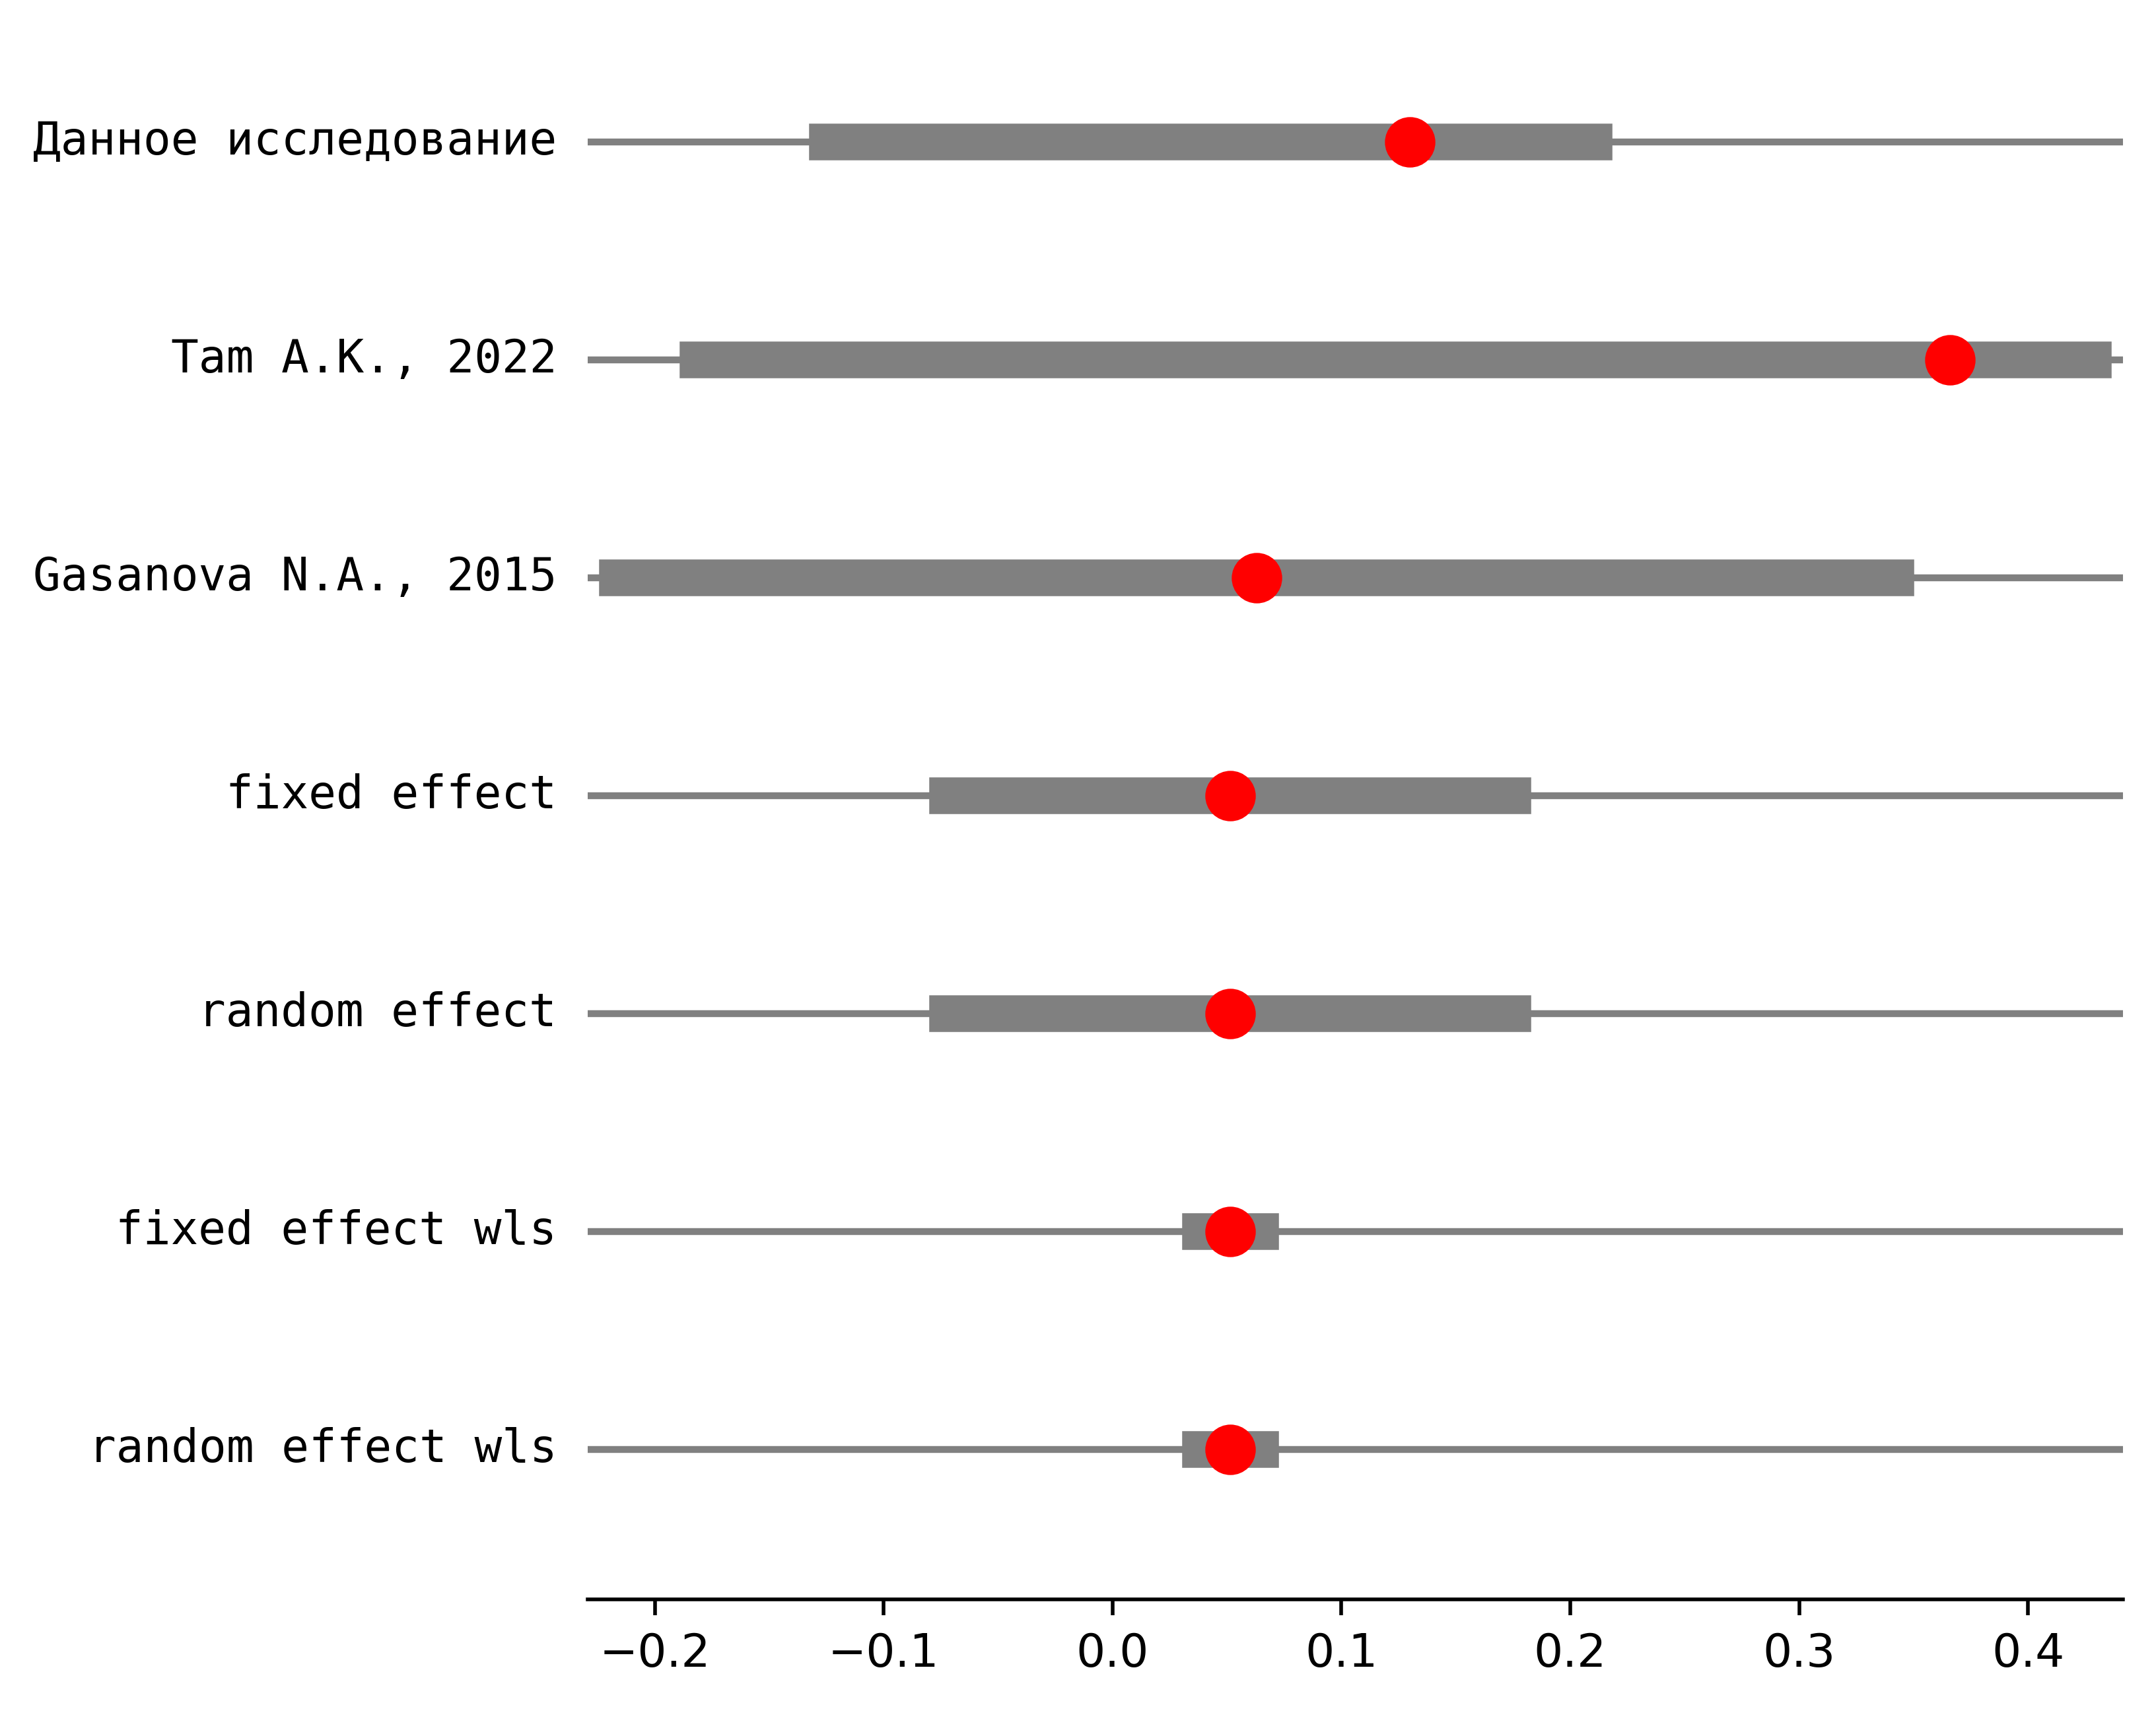 Данное исследование
Tam A.K., 2022
Gasanova N.A., 2015
fixed effect
random effect
fixed effect wls
random effect wls
−0.2 −0.1 0.0 0.1 0.2 0.3 0.4